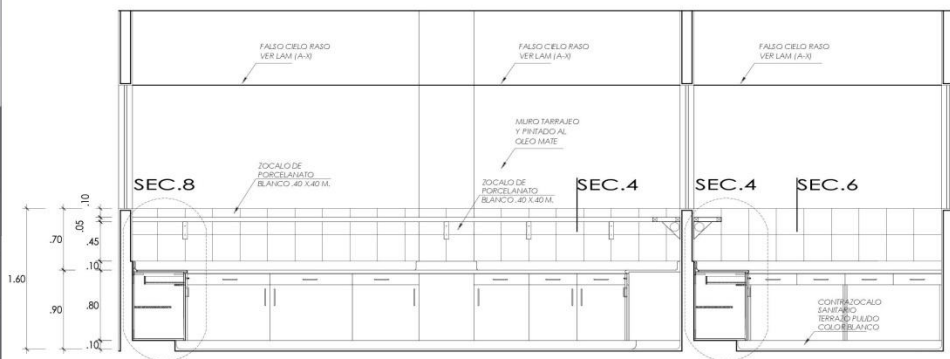 FALSO CIELO RASO
VER LAM (A-X)
FALSO CIELO RASO
VER LAM (A-X)
FALSO CIELO RASO
VER LAM (A-X)
MURO TARRAJEO
Y PINTADO AL
OLEO MATE
ZOCALO DE
PORCELANATO
BLANCO .40 X.40 M.
ZOCALO DE
PORCELANATO
BLANCO .40 X.40 M.
SEC.8
SEC.4
SEC.4
SEC.6
.10
.05
.70
.45
1.60
.10
.90
.80
.10
CONTRAZOCALO
SANITARIO
TERRAZO PULIDO
COLOR BLANCO